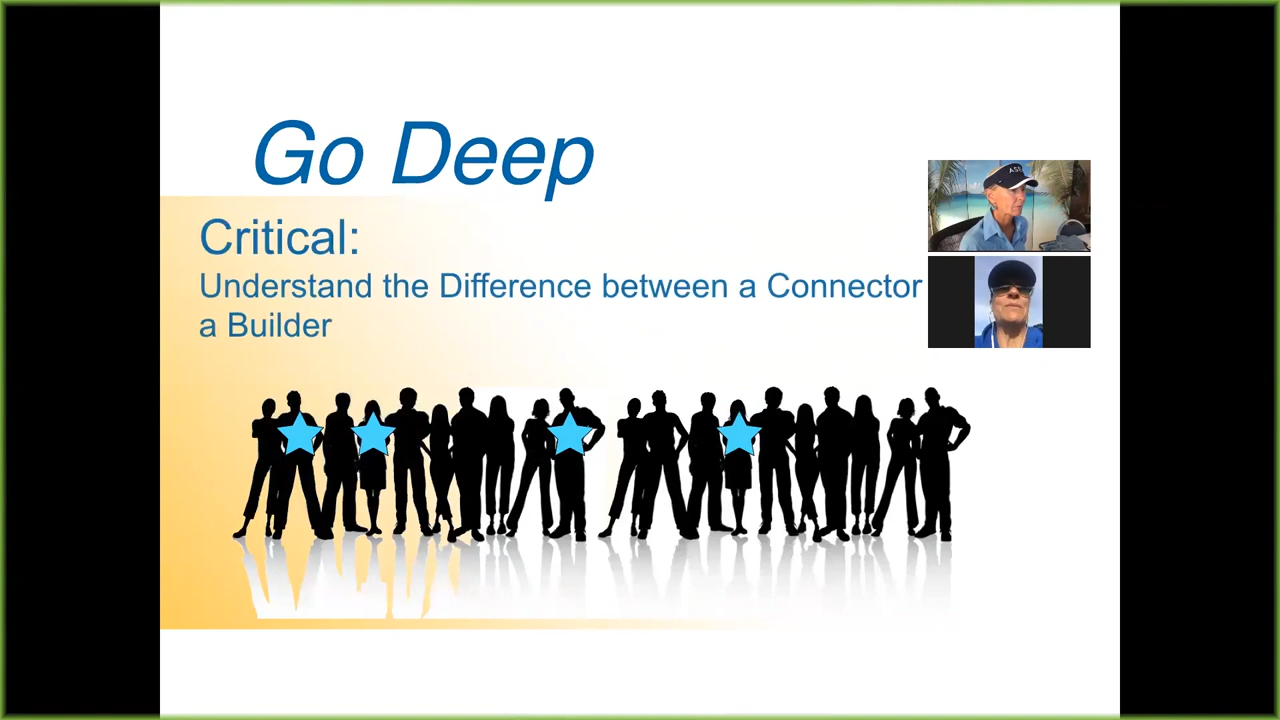 Go Deep
Critical:
Understand the Difference between a Connector
a Builder